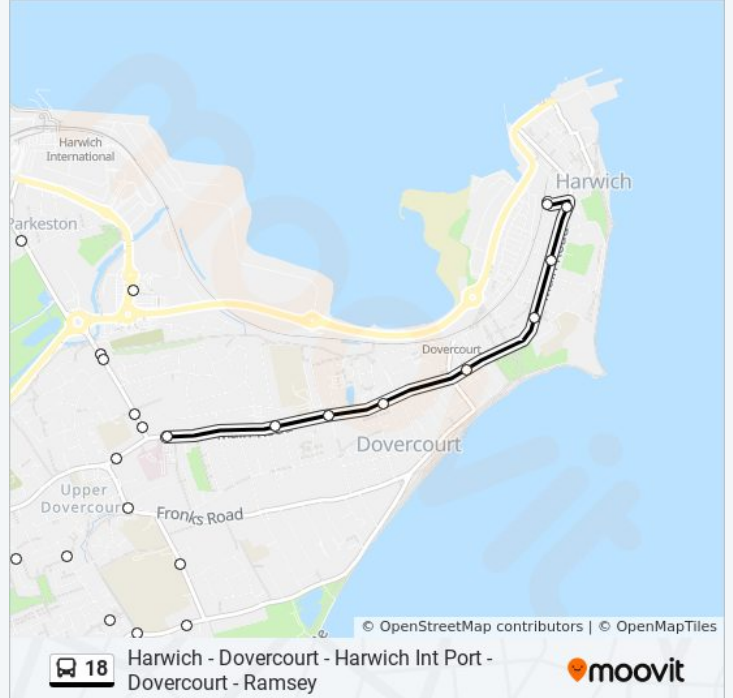 Harwich
International
Harwich
Parkeston
Dovercourt
Dovercourt
Upper
Dovercourt
Fronks Road
© OpenStreetMap contributors | © OpenMapTiles
18
Harwich - Dovercourt - Harwich Int Port -
Dovercourt - Ramsey
moovit